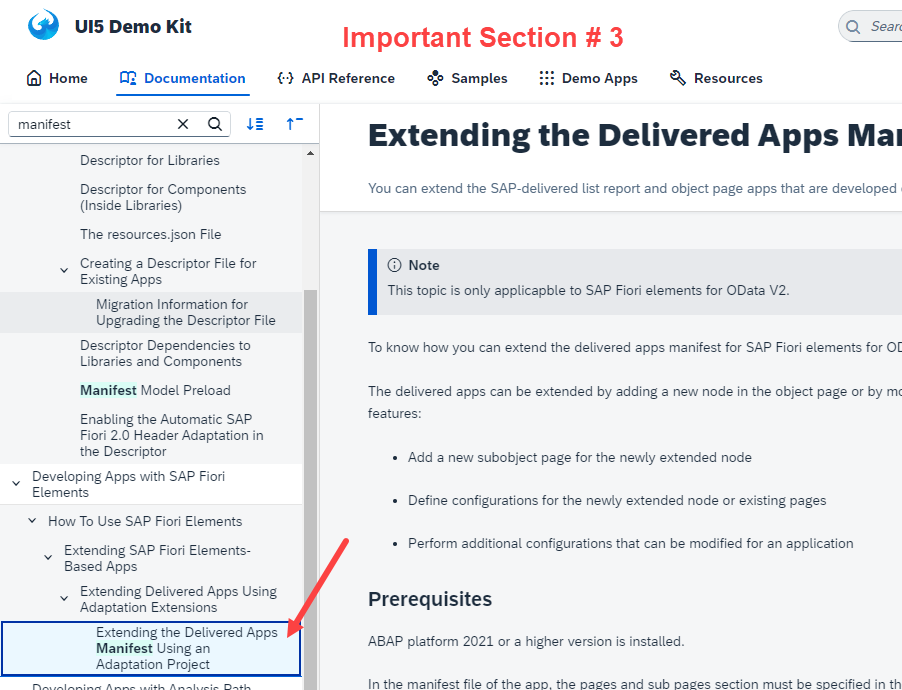 UI5 Demo Kit
Important Section # 3
Home
Documentation
API Reference
Samples
Demo Apps
Resources
manifest
Descriptor for Libraries
Descriptor for Components
(Inside Libraries)
The resources.json File
Creating a Descriptor File for
Existing Apps
Migration Information for
Upgrading the Descriptor File
Descriptor Dependencies to
Libraries and Components
Manifest Model Preload
Enabling the Automatic SAP
Fiori 2.0 Header Adaptation in
the Descriptor
Developing Apps with SAP Fiori
Elements
How To Use SAP Fiori Elements
Extending SAP Fiori Elements-
Based Apps
Extending Delivered Apps Using
Adaptation Extensions
Extending the Delivered Apps
Manifest Using an
Adaptation Project
Developing Apps with Analysis Path
Extending the Delivered Apps
You can extend the SAP-delivered list report and object page apps that are developed
Note
This topic is only applicapble to SAP Fiori elements for OData V2.
To know how you can extend the delivered apps manifest for SAP Fiori elements for
The delivered apps can be extended by adding a new node in the object page or by
features:
• Add a new subobject page for the newly extended node
• Define configurations for the newly extended node or existing pages
• Perform additional configurations that can be modified for an application
Prerequisites
ABAP platform 2021 or a higher version is installed.
In the manifest file of the app, the pages and sub pages section must be specified in